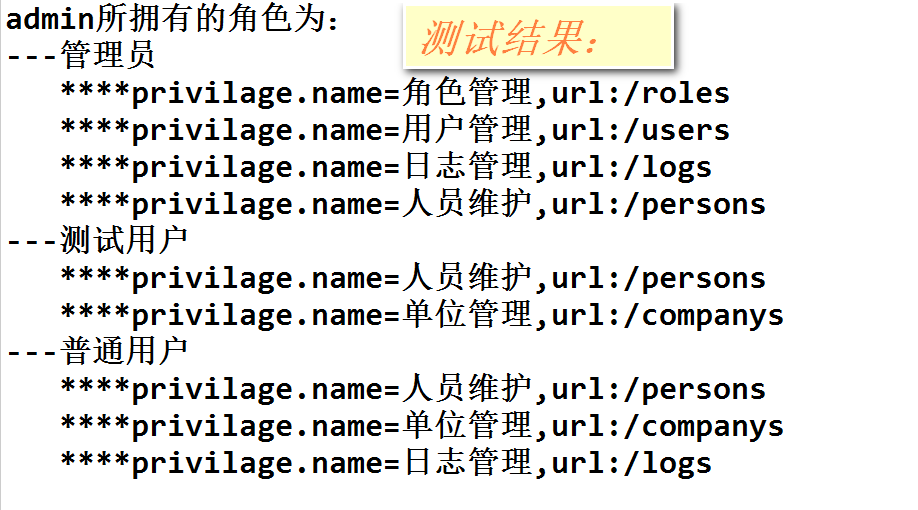 admin所拥有的角色为:
测试结果:
---管理员
****privilage.name=角色管理,url:/roles
****privilage.name=用户管理,url:/users
****privilage.name=日志管理,url:/logs
****privilage.name=人员维护,url:/persons
---测试用户
****privilage.name=人员维护,url:/persons
****privilage.name=单位管理,url:/companys
---普通用户
****privilage.name=人员维护,url:/persons
****privilage.name=单位管理,url:/companys
****privilage.name=日志管理,url:/logs